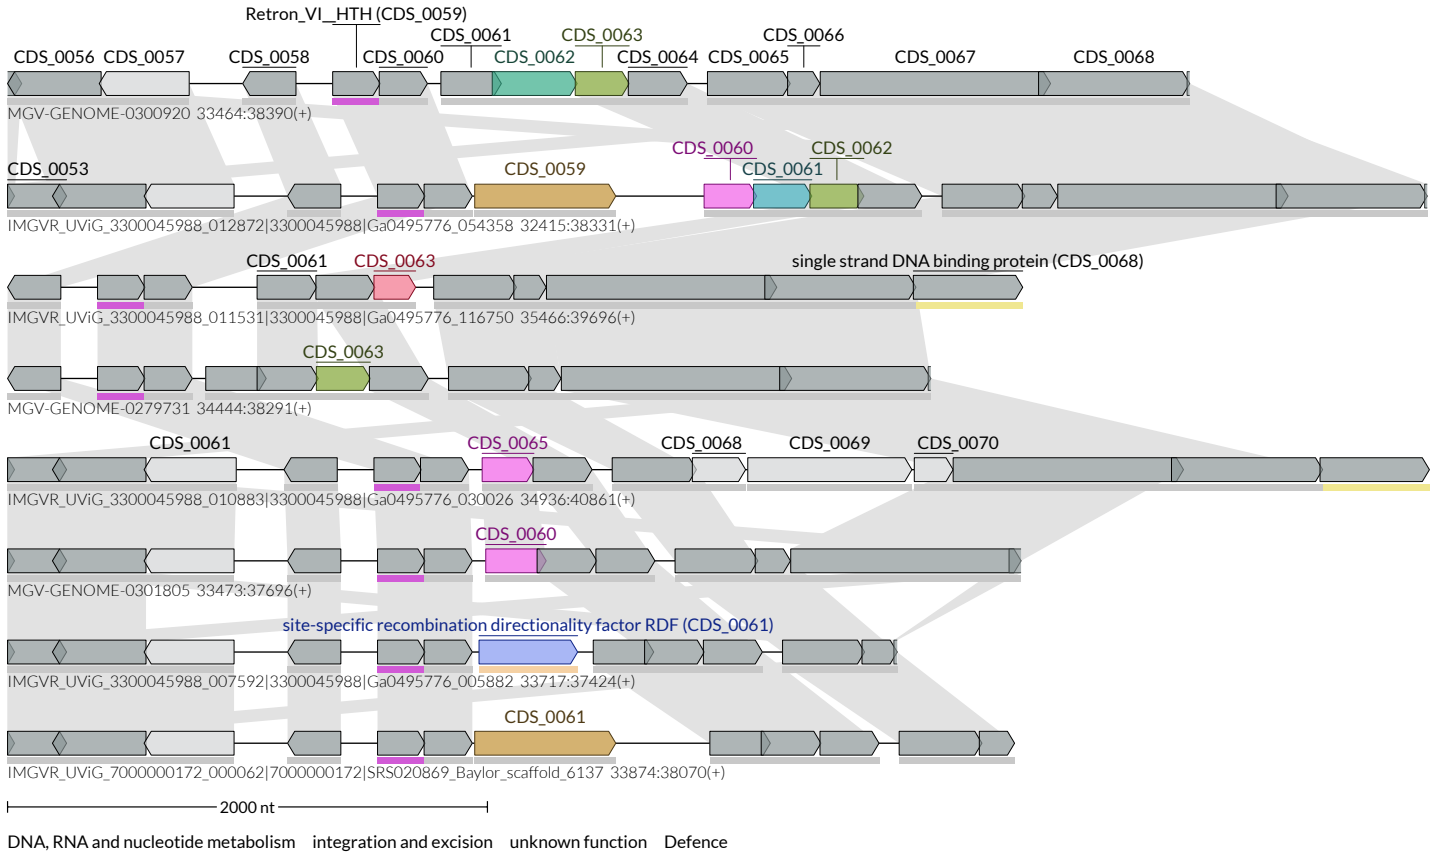 Retron_VI__HTH (CDS_0059)
CDS_0061 CDS_0063 CDS_0066
CDS_0056 CDS_0057 CDS_0058 CDS_0060 CDS_0062 CDS_0064 CDS_0065 CDS_0067 CDS_0068
MGV-GENOME-0300920 33464:38390(+)
CDS_0060 CDS_0062
CDS_0053 CDS_0059 CDS_0061
IMGVR_UViG_3300045988_012872|3300045988|Ga0495776_054358 32415:38331(+)
CDS_0061 CDS_0063 single strand DNA binding protein (CDS_0068)
IMGVR_UViG_3300045988_011531|3300045988|Ga0495776_116750 35466:39696(+)
CDS_0063
MGV-GENOME-0279731 34444:38291(+)
CDS_0061 CDS_0065 CDS_0068 CDS_0069 CDS_0070
IMGVR_UViG_3300045988_010883|3300045988|Ga0495776_030026 34936:40861(+)
CDS_0060
MGV-GENOME-0301805 33473:37696(+)
site-specific recombination directionality factor RDF (CDS_0061)
IMGVR_UViG_3300045988_007592|3300045988|Ga0495776_005882 33717:37424(+)
CDS_0061
IMGVR_UViG_7000000172_000062|7000000172|SRS020869_Baylor_scaffold_6137 33874:38070(+)
2000 nt
DNA, RNA and nucleotide metabolism integration and excision unknown function Defence